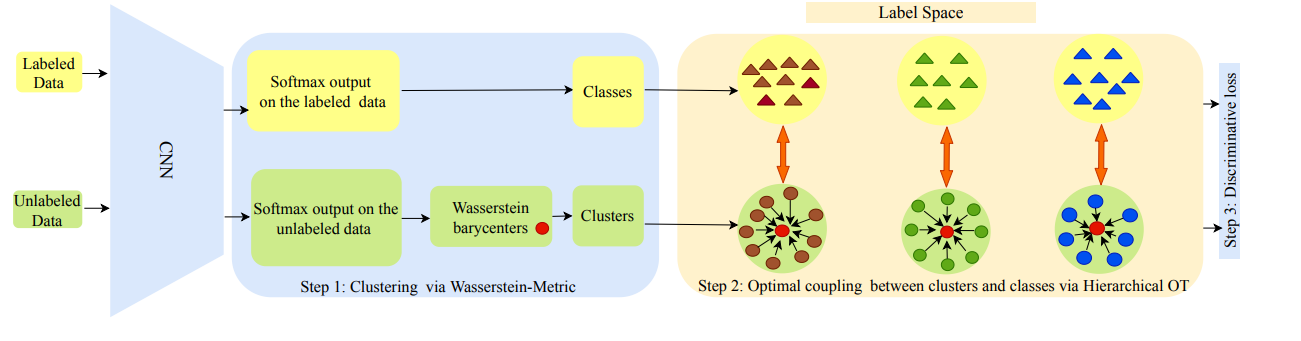 Label Space
Labeled
Data
Softmax output
on the labeled data
Classes
CNN
Unlabeled
Data
Softmax output on the
unlabeled data
Wasserstein
barycenters
Clusters
Step 1: Clustering via Wasserstein-Metric
Step 2: Optimal coupling between clusters and classes via Hierarchical OT
Step 3: Discriminative loss